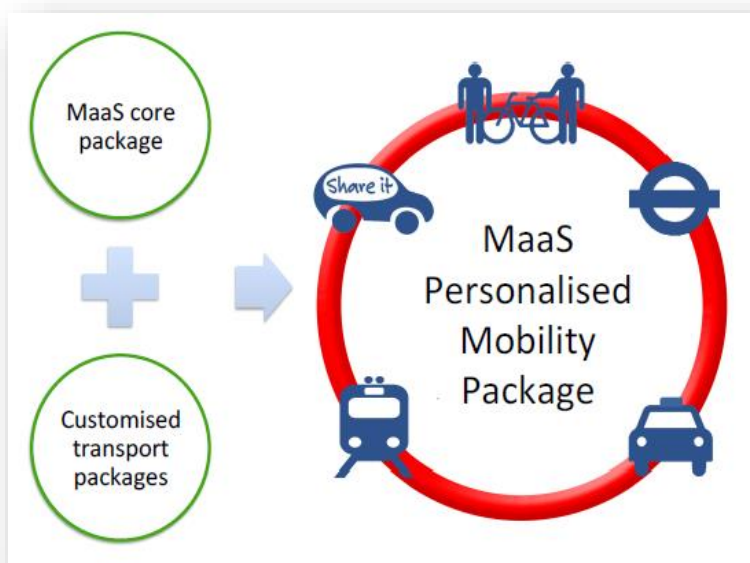 MaaS core
package
Customised
transport
packages
Share it
MaaS
Personalised
Mobility
Package